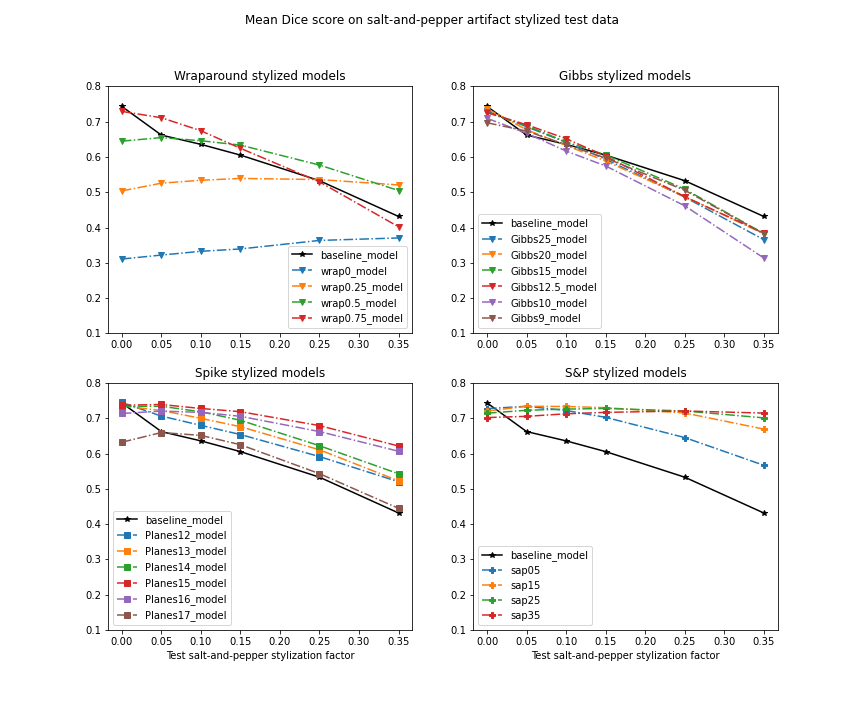 Mean Dice score on salt-and-pepper artifact stylized test data
Wraparound stylized models
0.8
0.7
0.6
0.5
0.4
0.3
0.2
0.1
0.00 0.05 0.10 0.15 0.20 0.25 0.30 0.35
baseline_model
wrap0_model
wrap0.25_model
wrap0.5_model
wrap0.75_model
Gibbs stylized models
0.8
0.7
0.6
0.5
0.4
0.3
0.2
0.1
0.00 0.05 0.10 0.15 0.20 0.25 0.30 0.35
baseline_model
Gibbs25_model
Gibbs20_model
Gibbs15_model
Gibbs12.5_model
Gibbs10_model
Gibbs9_model
Spike stylized models
0.8
0.7
0.6
0.5
0.4
0.3
0.2
0.1
0.00 0.05 0.10 0.15 0.20 0.25 0.30 0.35
baseline_model
Planes12_model
Planes13_model
Planes14_model
Planes15_model
Planes16_model
Planes17_model
Test salt-and-pepper stylization factor
S&P stylized models
0.8
0.7
0.6
0.5
0.4
0.3
0.2
0.1
0.00 0.05 0.10 0.15 0.20 0.25 0.30 0.35
baseline_model
sap05
sap15
sap25
sap35
Test salt-and-pepper stylization factor